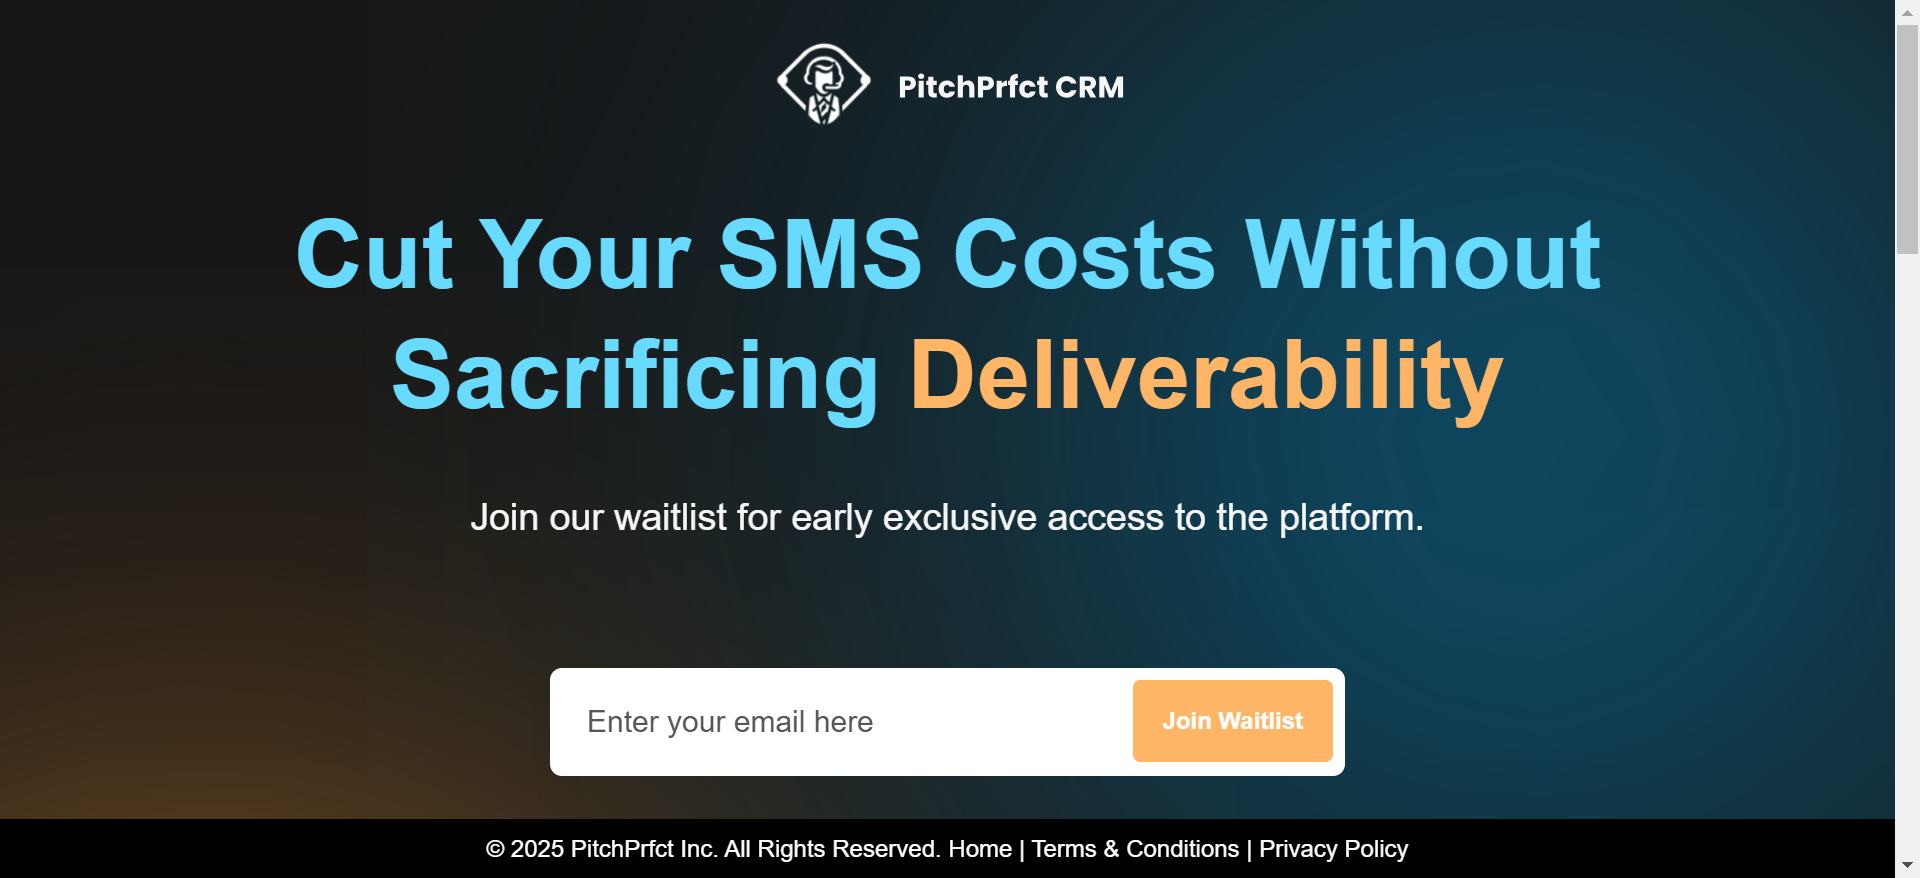 PitchPrfct CRM
Cut Your SMS Costs Without
Sacrificing Deliverability
Join our waitlist for early exclusive access to the platform.
Enter your email here
Join Waitlist
© 2025 PitchPrfct Inc. All Rights Reserved. Home | Terms & Conditions | Privacy Policy